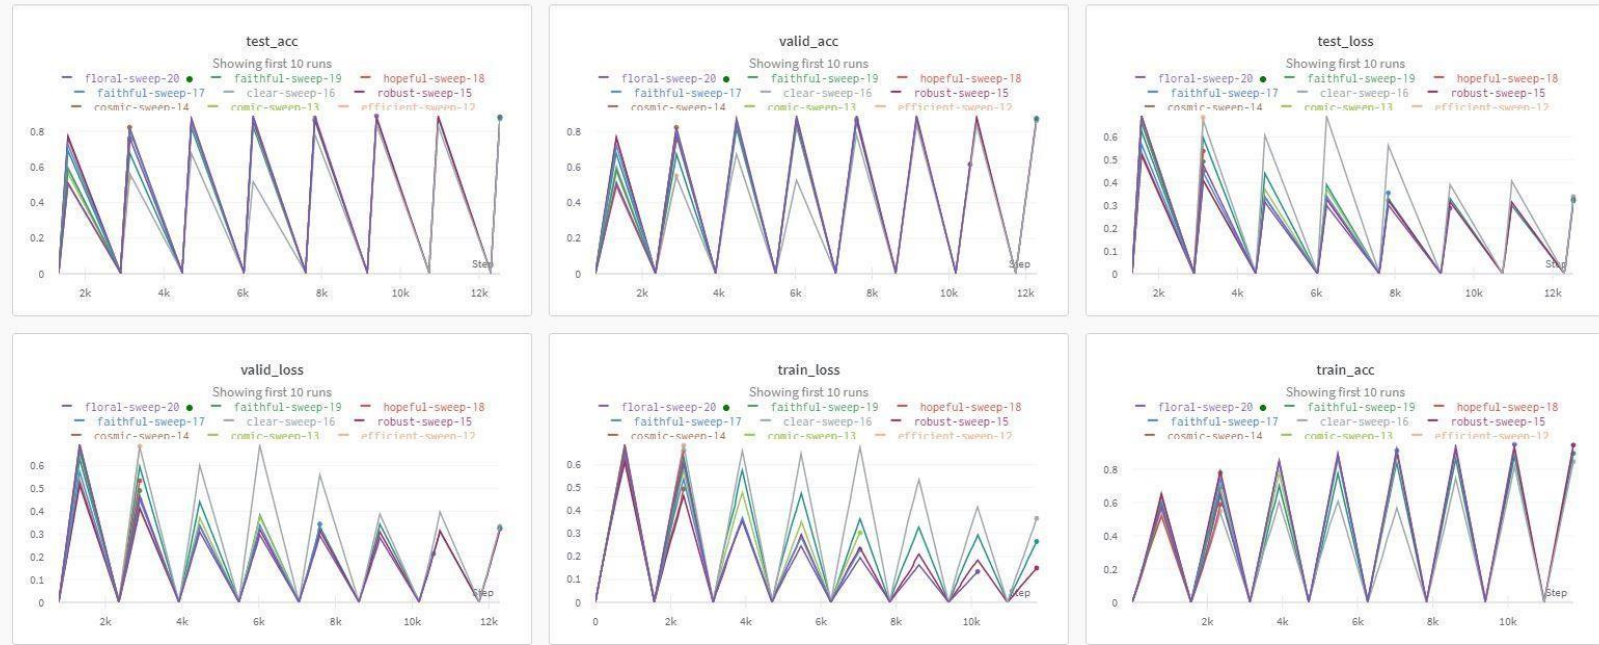 test_acc
Showing first 10 runs
floral-sweep-20 faithful-sweep-19 hopeful-sweep-18
faithful-sweep-17 clear-sweep-16 robust-sweep-15
cosmic-sweep-14 comic-sweep-13 efficient-sweep-12
0.8
0.6
0.4
0.2
0
Step
2k 4k 6k 8k 10k 12k
valid_acc
Showing first 10 runs
floral-sweep-20 faithful-sweep-19 hopeful-sweep-18
faithful-sweep-17 clear-sweep-16 robust-sweep-15
cosmic-sweep-14 comic-sweep-13 efficient-sweep-12
0.8
0.6
0.4
0.2
0
Step
2k 4k 6k 8k 10k 12k
test_loss
Showing first 10 runs
floral-sweep-20 faithful-sweep-19 hopeful-sweep-18
faithful-sweep-17 clear-sweep-16 robust-sweep-15
cosmic-sweep-14 comic-sweep-13 efficient-sweep-12
0.6
0.5
0.4
0.3
0.2
0.1
0
Step
2k 4k 6k 8k 10k 12k
valid_loss
Showing first 10 runs
floral-sweep-20 faithful-sweep-19 hopeful-sweep-18
faithful-sweep-17 clear-sweep-16 robust-sweep-15
cosmic-sweep-14 comic-sweep-13 efficient-sweep-12
0.6
0.5
0.4
0.3
0.2
0.1
0
Step
2k 4k 6k 8k 10k 12k
train_loss
Showing first 10 runs
floral-sweep-20 faithful-sweep-19 hopeful-sweep-18
faithful-sweep-17 clear-sweep-16 robust-sweep-15
cosmic-sweep-14 comic-sweep-13 efficient-sweep-12
0.6
0.5
0.4
0.3
0.2
0.1
0
Step
0 2k 4k 6k 8k 10k
train_acc
Showing first 10 runs
floral-sweep-20 faithful-sweep-19 hopeful-sweep-18
faithful-sweep-17 clear-sweep-16 robust-sweep-15
cosmic-sweep-14 comic-sweep-13 efficient-sweep-12
0.8
0.6
0.4
0.2
0
Step
2k 4k 6k 8k 10k